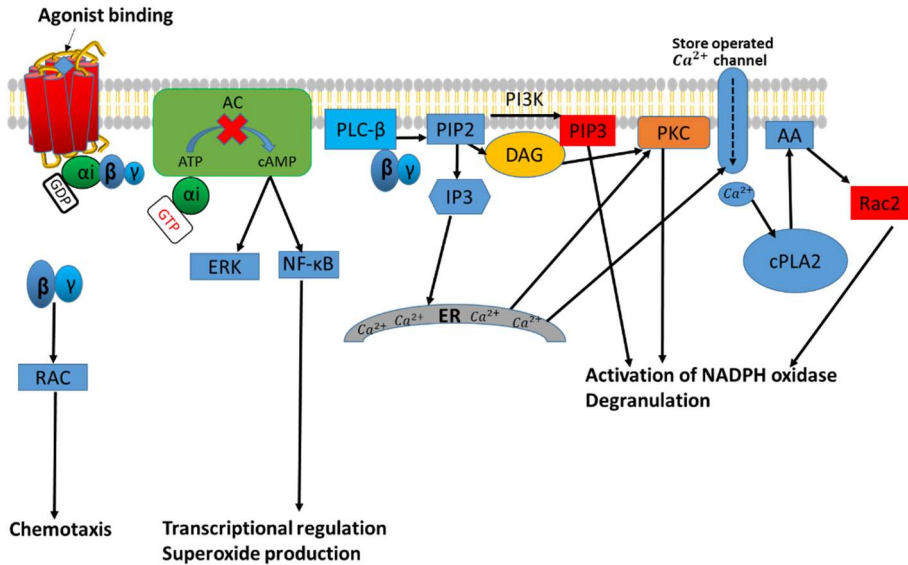 Agonist binding
Store operated
Ca²⁺ channel
AC
ATP
cAMP
αi
β
γ
GDP
αi
GTP
PLC-β
PIP2
PI3K
PIP3
PKC
AA
DAG
β
γ
IP3
Ca²⁺
Rac2
cPLA2
ERK
NF-κB
β
γ
ER
Ca²⁺ Ca²⁺ Ca²⁺ Ca²⁺
RAC
Activation of NADPH oxidase
Degranulation
Chemotaxis
Transcriptional regulation
Superoxide production